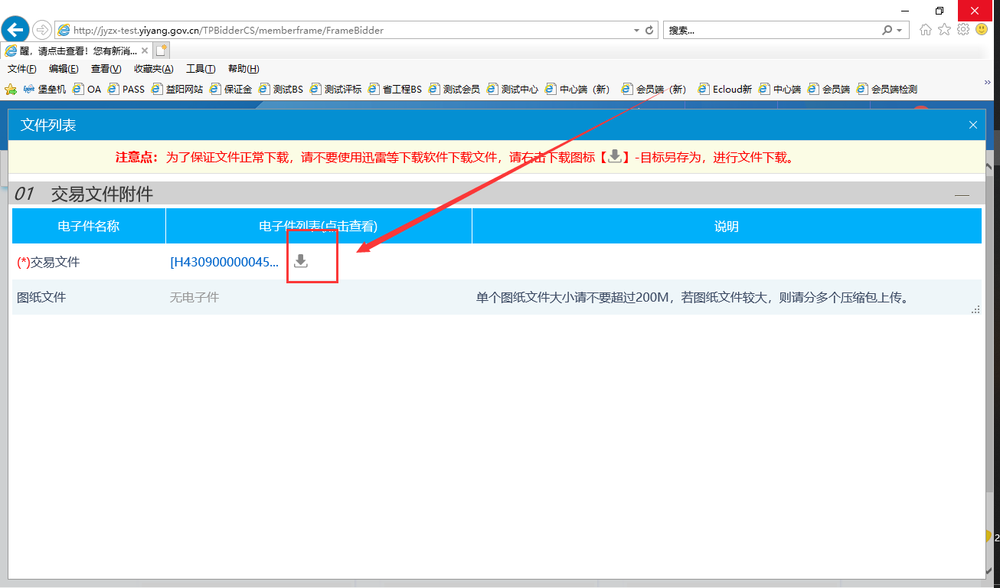 http://jyzx-test.yiyang.gov.cn/TPBidderCS/memberframe/FrameBidder
搜索...
醒，请点击查看！您有新消...
文件(F) 编辑(E) 查看(V) 收藏夹(A) 工具(T) 帮助(H)
堡垒机 OA PASS 益阳网站 保证金 测试BS 测试评标 省工程BS 测试会员 测试中心 中心端（新） 会员端（新） Ecloud新 中心端 会员端 会员端检测
文件列表
注意点：为了保证文件正常下载，请不要使用迅雷等下载软件下载文件，请右击下载图标【】-目标另存为，进行文件下载。
01 交易文件附件
电子件名称 电子件列表(点击查看) 说明
(*)交易文件 [H430900000045...
图纸文件 无电子件 单个图纸文件大小请不要超过200M，若图纸文件较大，则请分多个压缩包上传。
2